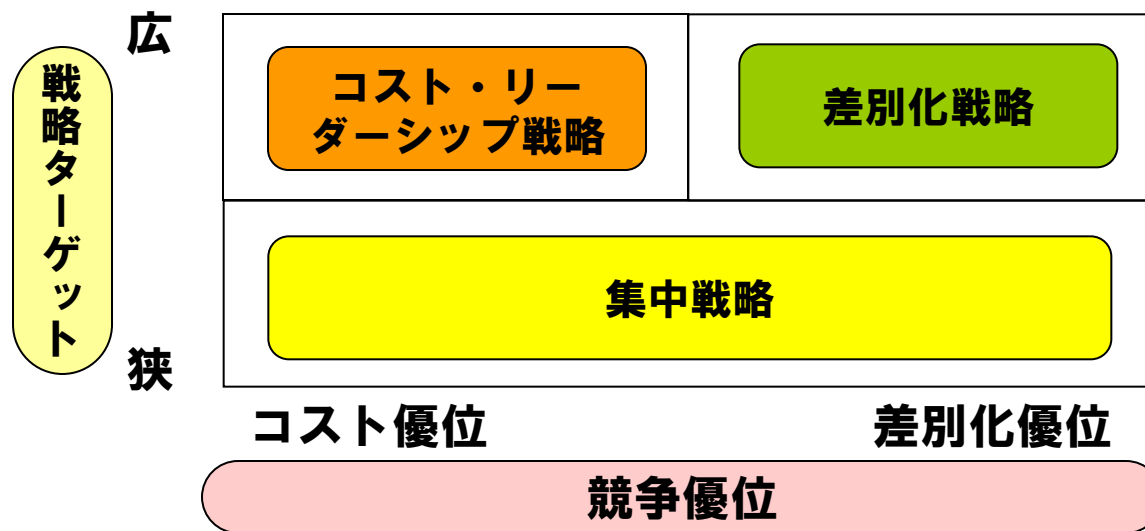 広
戦略ターゲット
コスト・リー
ダーシップ戦略
差別化戦略
集中戦略
狭
コスト優位
差別化優位
競争優位